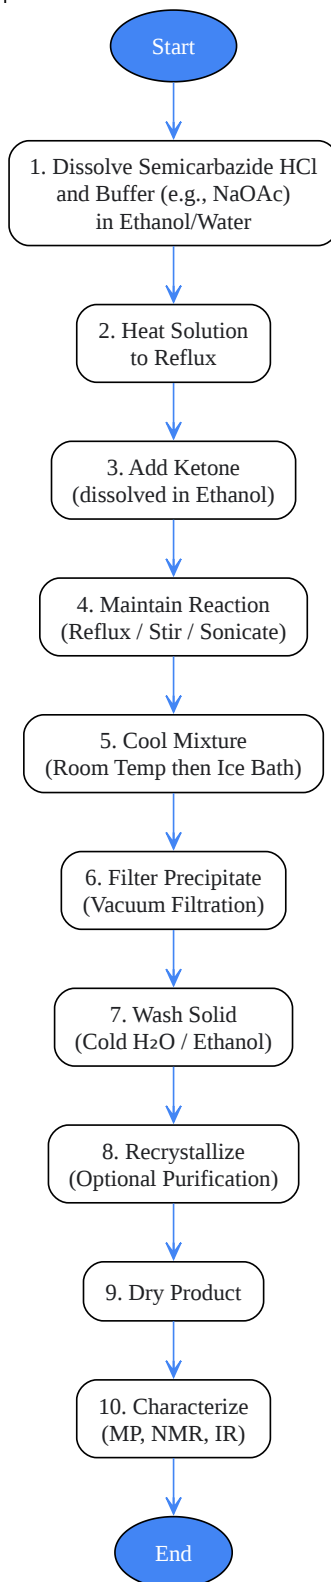 Start
1. Dissolve Semicarbazide HCl
and Buffer (e.g., NaOAc)
in Ethanol/Water
2. Heat Solution
to Reflux
3. Add Ketone
(dissolved in Ethanol)
4. Maintain Reaction
(Reflux / Stir / Sonicate)
5. Cool Mixture
(Room Temp then Ice Bath)
6. Filter Precipitate
(Vacuum Filtration)
7. Wash Solid
(Cold H₂O / Ethanol)
8. Recrystallize
(Optional Purification)
9. Dry Product
10. Characterize
(MP, NMR, IR)
End